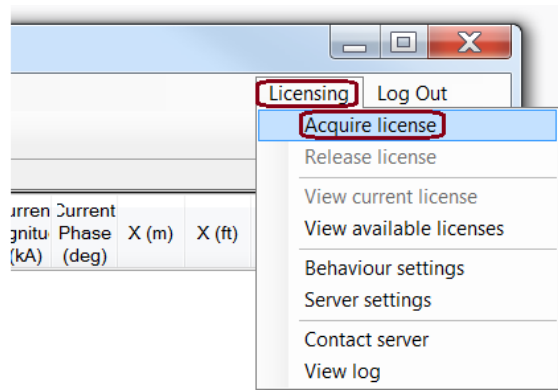 Licensing Log Out
Acquire license
Release license
View current license
View available licenses
Behaviour settings
Server settings
Contact server
View log
Current
Phase X (m) X (ft)
(kA) (deg)